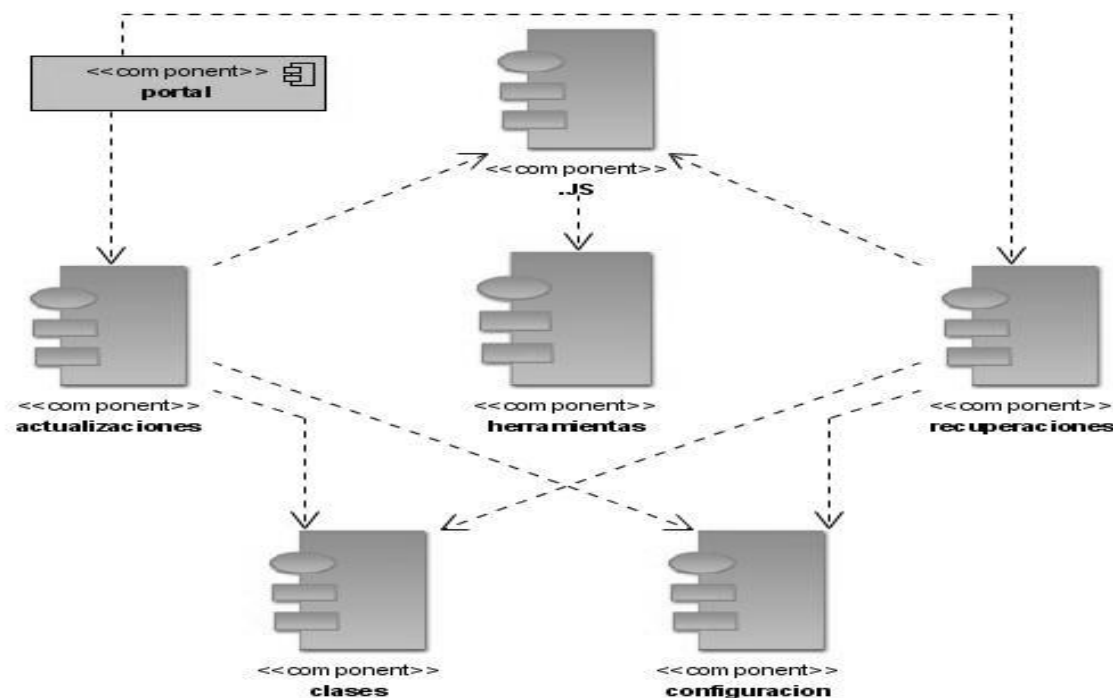 <<component>>
portal
<<component>>
.JS
<<component>>
actualizaciones
<<component>>
herramientas
<<component>>
recuperaciones
<<component>>
clases
<<component>>
configuracion